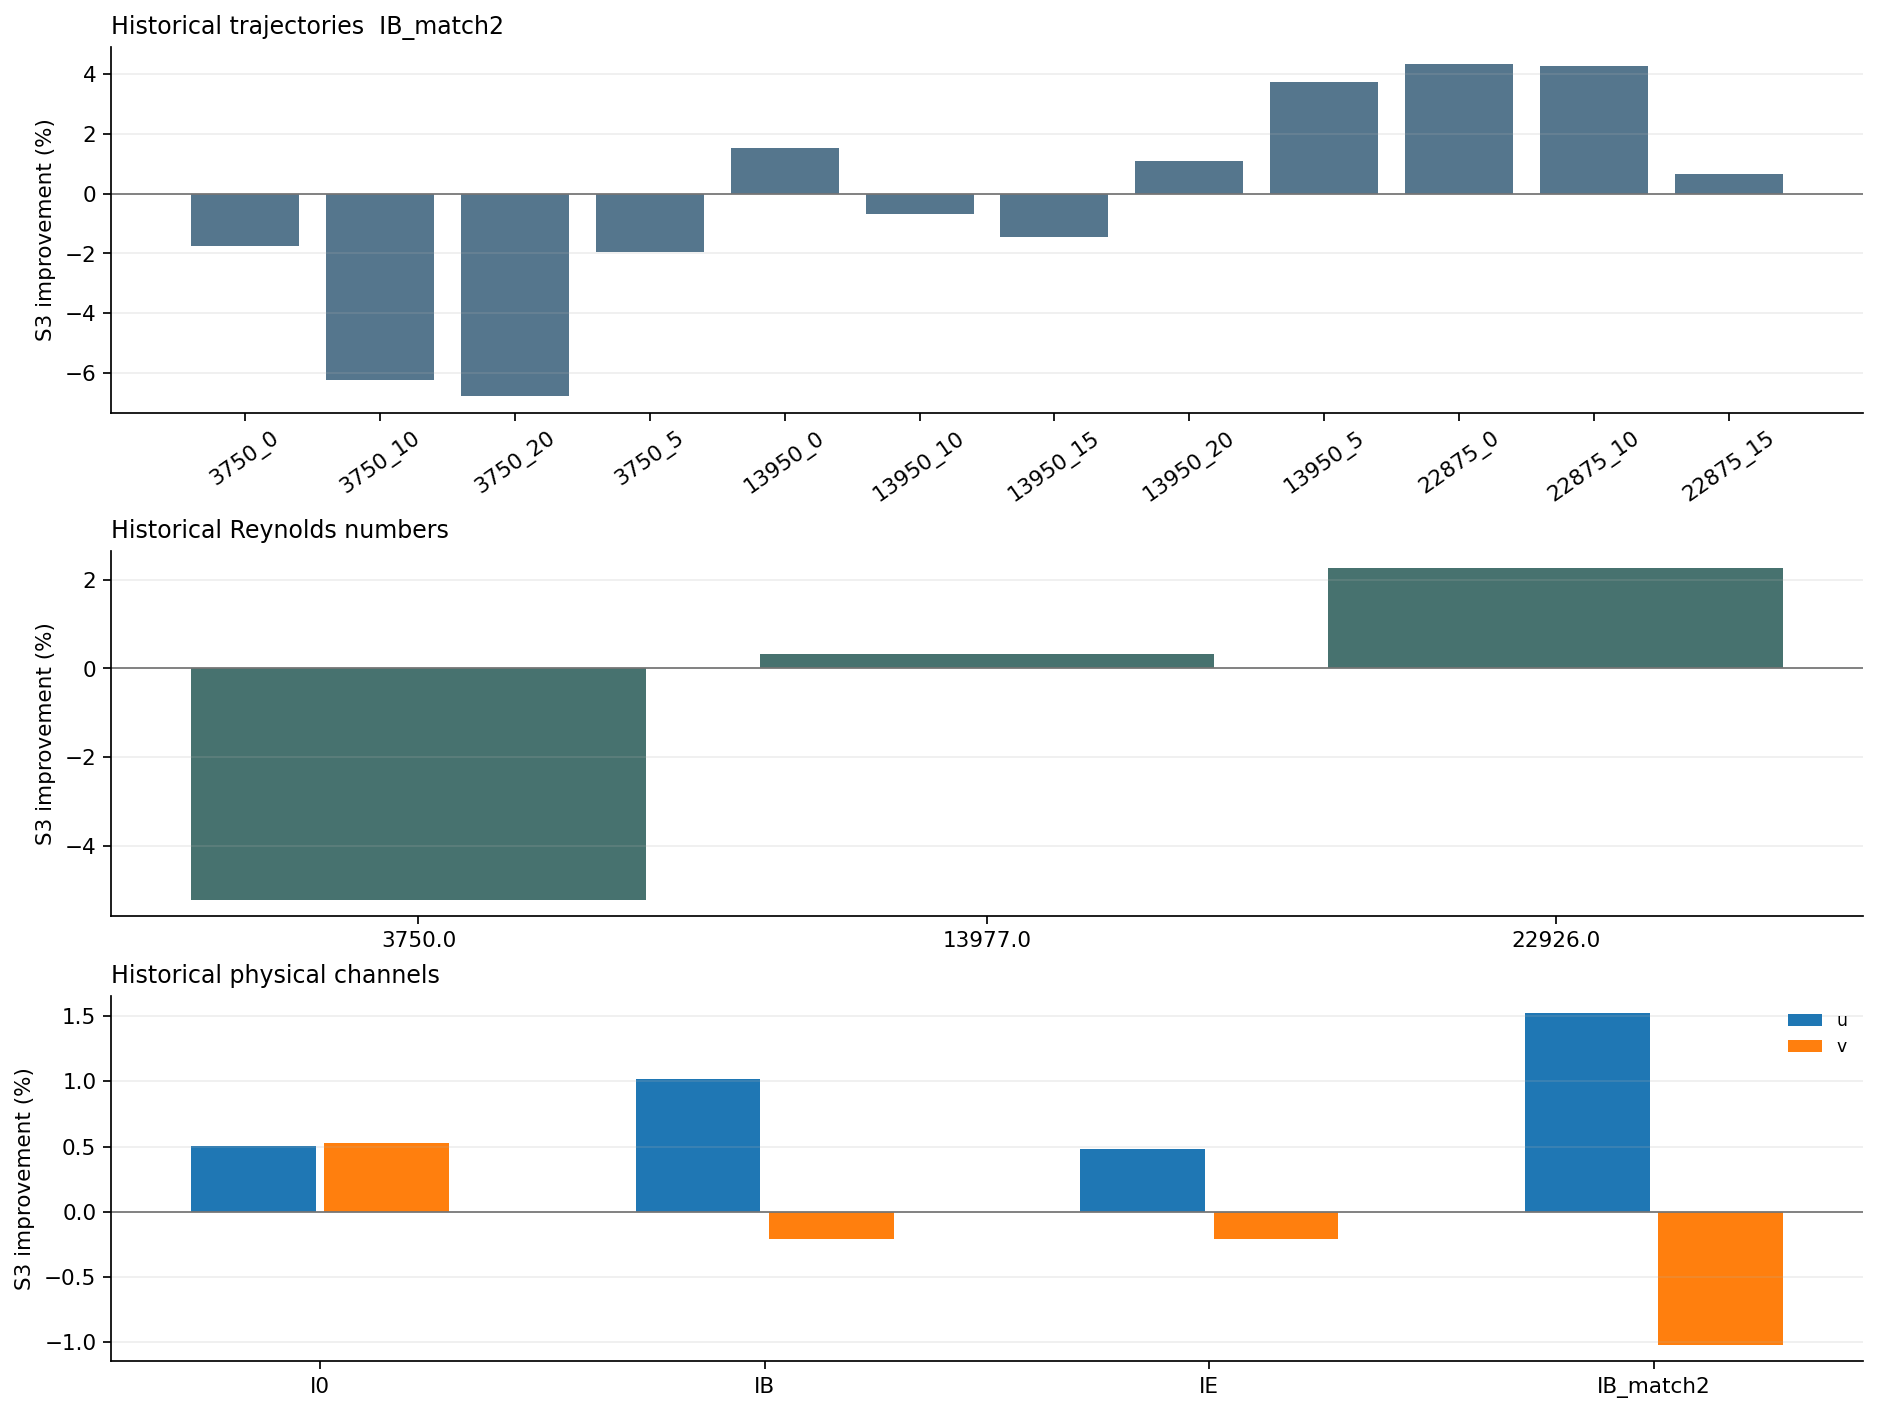 Historical trajectories  IB_match2
S3 improvement (%)
4
2
0
−2
−4
−6
3750_0
3750_10
3750_20
3750_5
13950_0
13950_10
13950_15
13950_20
13950_5
22875_0
22875_10
22875_15
Historical Reynolds numbers
S3 improvement (%)
2
0
−2
−4
3750.0
13977.0
22926.0
Historical physical channels
S3 improvement (%)
1.5
1.0
0.5
0.0
−0.5
−1.0
u
v
I0
IB
IE
IB_match2